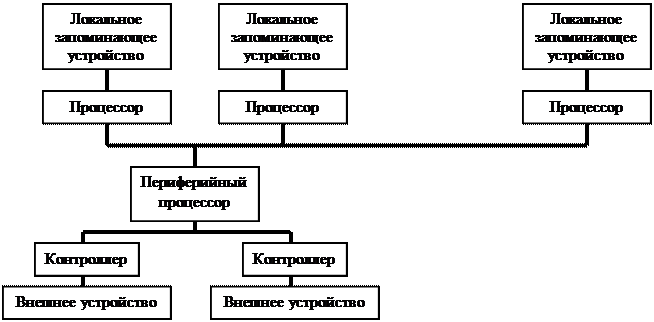 Локальное
запоминающее
устройство
Локальное
запоминающее
устройство
Локальное
запоминающее
устройство
Процессор
Процессор
Процессор
Периферийный
процессор
Контроллер
Контроллер
Внешнее устройство
Внешнее устройство